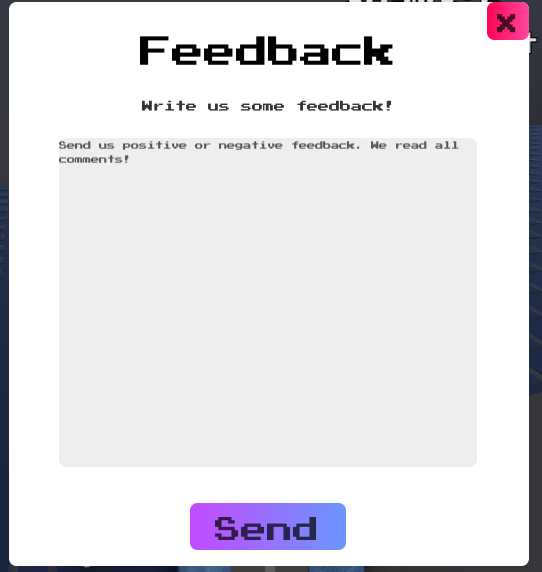 x
Feedback
Write us some feedback!
Send us positive or negative feedback. We read all
comments!
Send